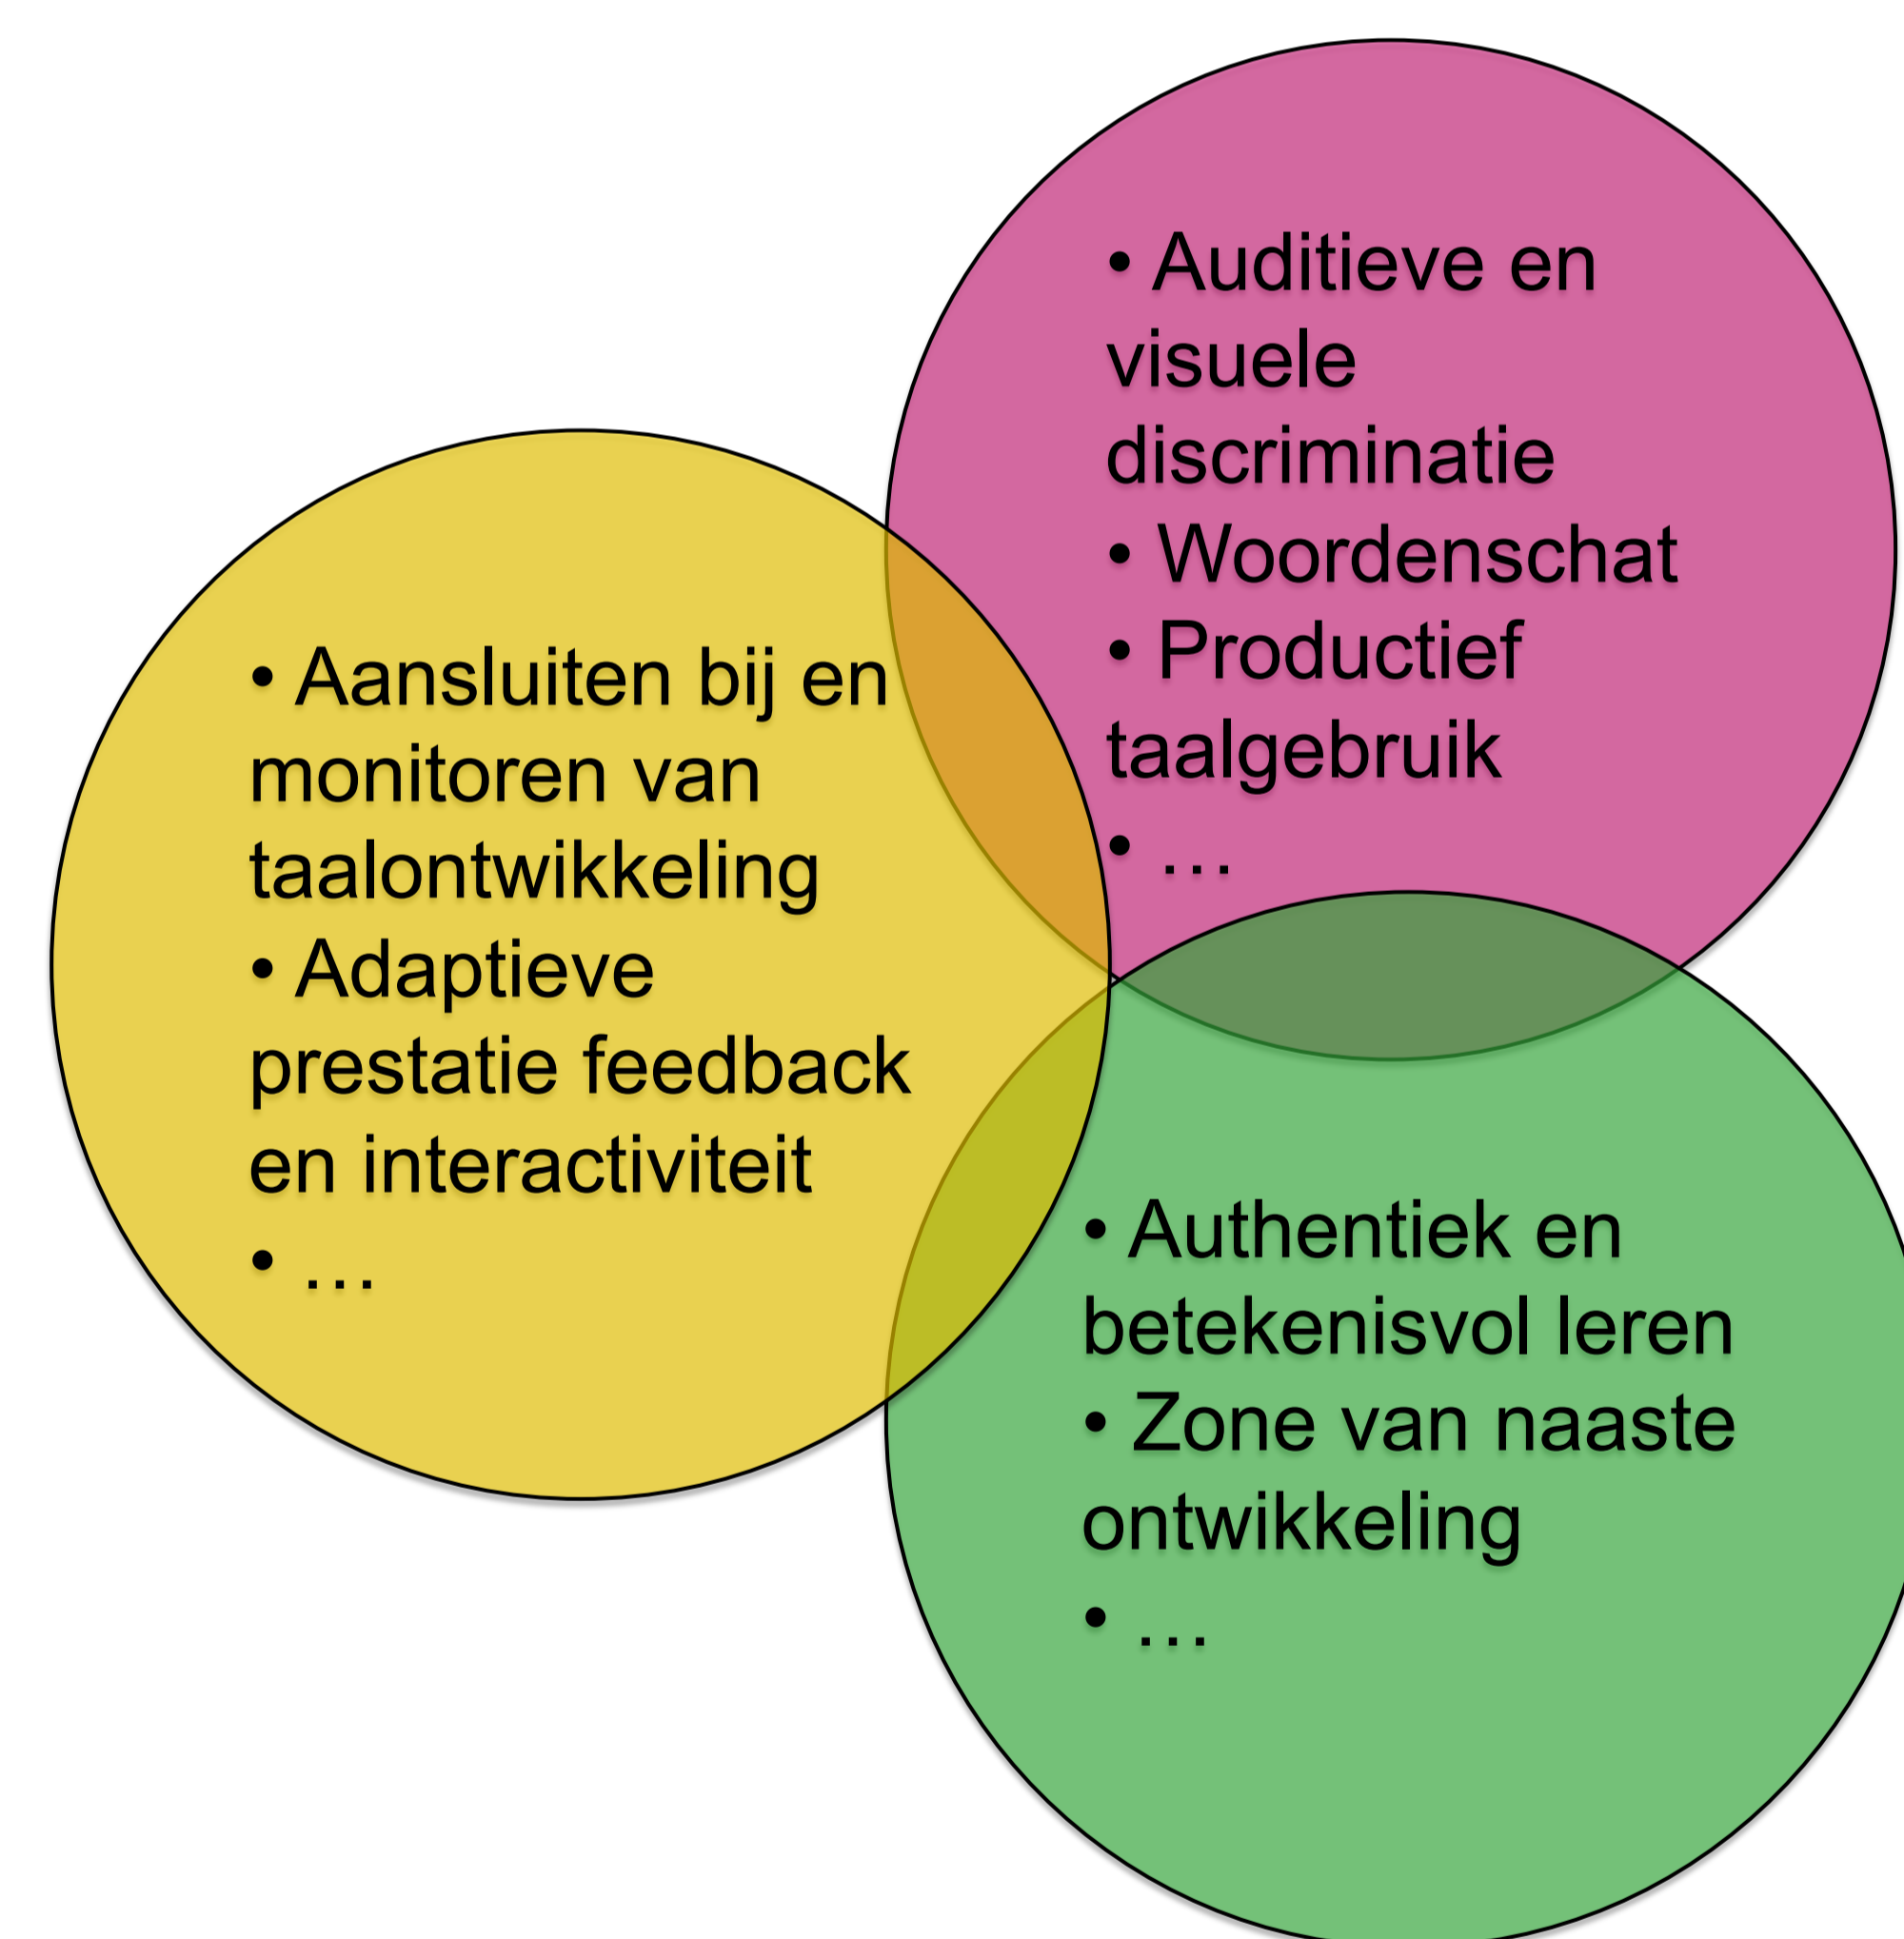 • Auditieve en
visuele
discriminatie
• Woordenschat
• Productief
taalgebruik
• ...
• Aansluiten bij en
monitoren van
taalontwikkeling
• Adaptieve
prestatie feedback
en interactiviteit
• ...
• Authentiek en
betekenisvol leren
• Zone van naaste
ontwikkeling
• ...